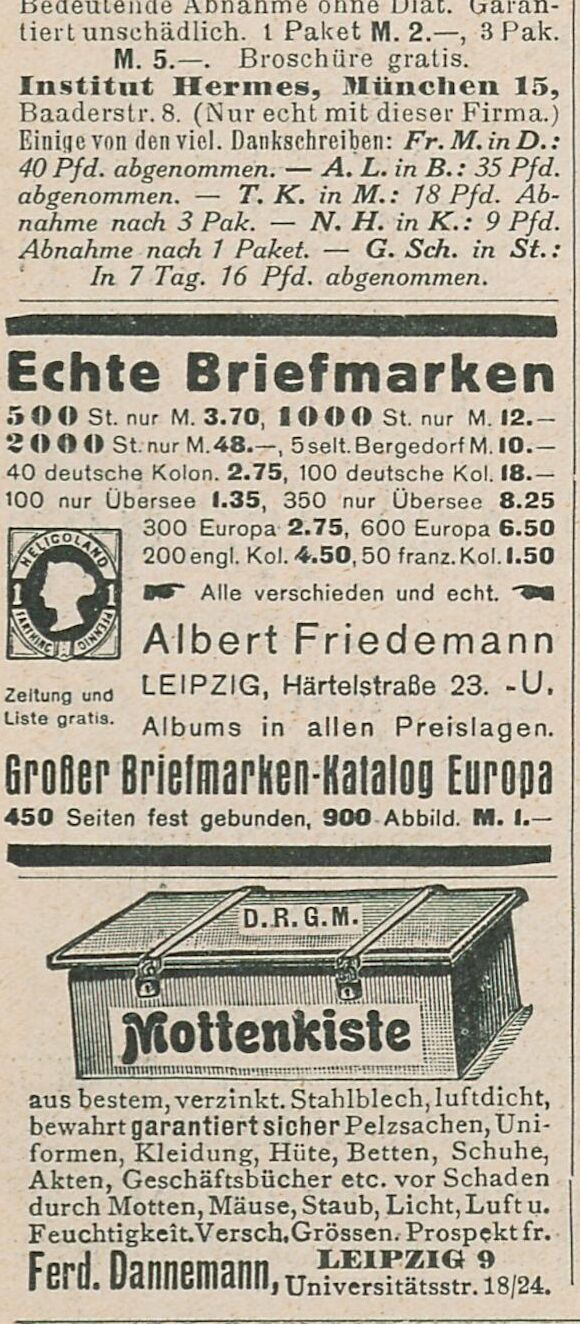 Bedeutende Abnahme ohne Diät. Garan-
tiert unschädlich. 1 Paket M. 2.—, 3 Pak.
M. 5.—. Broschüre gratis.
Institut Hermes, München 15,
Baaderstr. 8. (Nur echt mit dieser Firma.)
Einige von den viel. Dankschreiben: Fr. M. in D.:
40 Pfd. abgenommen. — A. L. in B.: 35 Pfd.
abgenommen. — T. K. in M.: 18 Pfd. Ab-
nahme nach 3 Pak. — N. H. in K.: 9 Pfd.
Abnahme nach 1 Paket. — G. Sch. in St.:
In 7 Tag. 16 Pfd. abgenommen.
Echte Briefmarken
500 St. nur M. 3.70, 1000 St. nur M. 12.—
2000 St. nur M. 48.—, 5 selt. Bergedorf M. 10.—
40 deutsche Kolon. 2.75, 100 deutsche Kol. 18.—
100 nur Übersee 1.35, 350 nur Übersee 8.25
300 Europa 2.75, 600 Europa 6.50
200 engl. Kol. 4.50, 50 franz. Kol. 1.50
HELIGOLAND
1 1
FARTHING PFENNIG
Alle verschieden und echt.
Albert Friedemann
LEIPZIG, Härtelstraße 23. -U.
Zeitung und
Liste gratis.
Albums in allen Preislagen.
Großer Briefmarken-Katalog Europa
450 Seiten fest gebunden, 900 Abbild. M. 1.—
D.R.G.M.
Mottenkiste
aus bestem, verzinkt. Stahlblech, luftdicht,
bewahrt garantiert sicher Pelzsachen, Uni-
formen, Kleidung, Hüte, Betten, Schuhe,
Akten, Geschäftsbücher etc. vor Schaden
durch Motten, Mäuse, Staub, Licht, Luft u.
Feuchtigkeit. Versch. Grössen. Prospekt fr.
Ferd. Dannemann, LEIPZIG 9
Universitätsstr. 18/24.